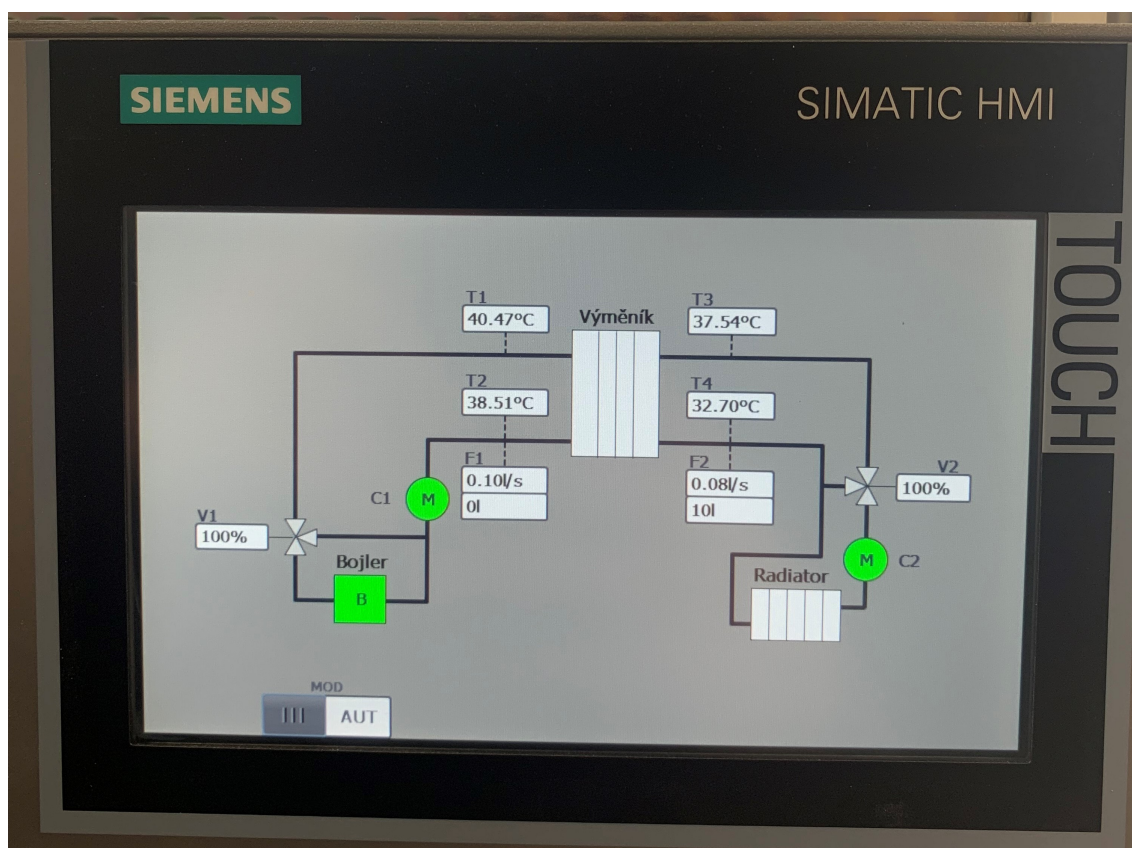 SIEMENS
SIMATIC HMI
TOUCH
T1
40.47°C
Výměník
T3
37.54°C
T2
38.51°C
T4
32.70°C
F1
0.10l/s
0l
F2
0.08l/s
10l
C1
M
V1
100%
V2
100%
Bojler
B
M
C2
Radiator
MOD
AUT